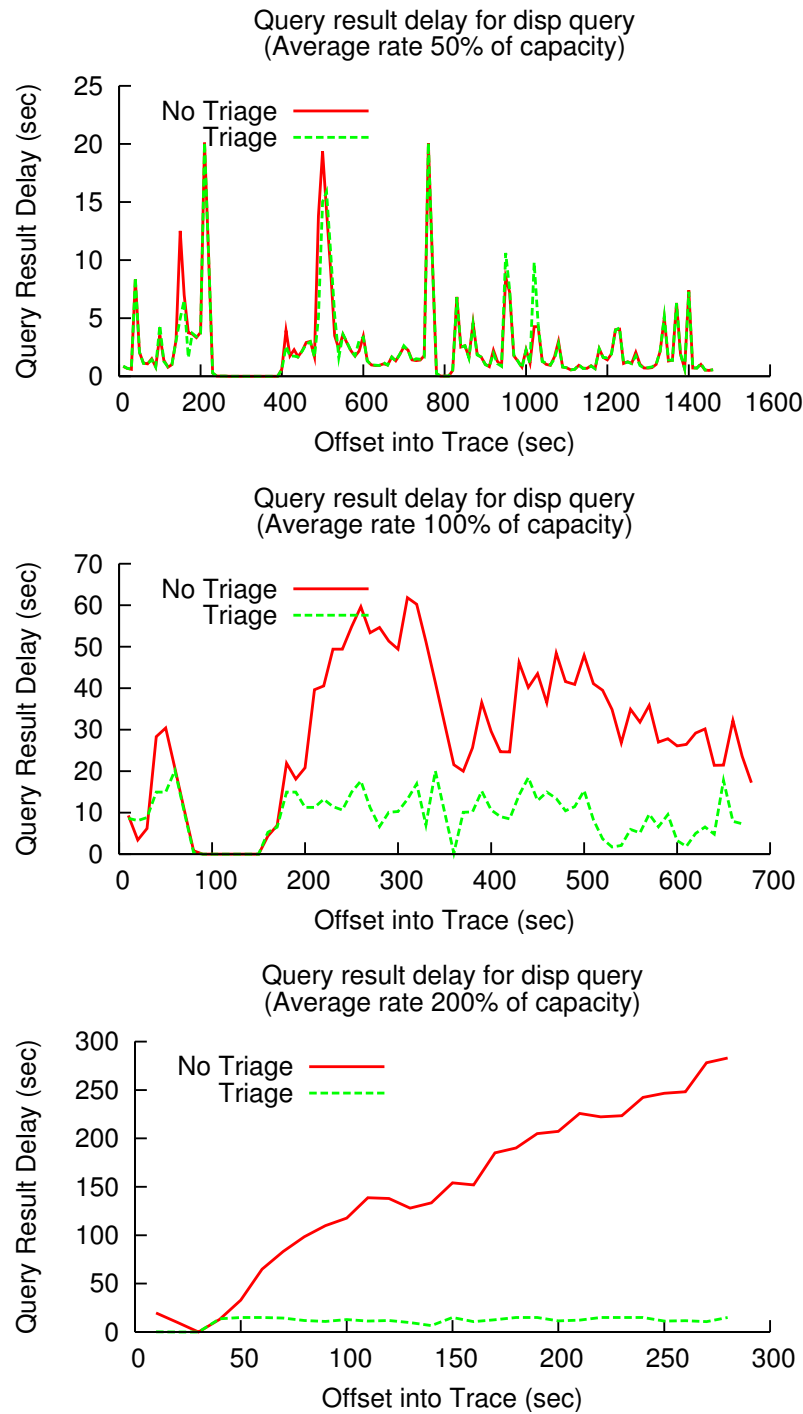 Query result delay for disp query
(Average rate 50% of capacity)
Query Result Delay (sec)
25
20
15
10
5
0
No Triage
Triage
0 200 400 600 800 1000 1200 1400 1600
Offset into Trace (sec)
Query result delay for disp query
(Average rate 100% of capacity)
Query Result Delay (sec)
70
60
50
40
30
20
10
0
No Triage
Triage
0 100 200 300 400 500 600 700
Offset into Trace (sec)
Query result delay for disp query
(Average rate 200% of capacity)
Query Result Delay (sec)
300
250
200
150
100
50
0
No Triage
Triage
0 50 100 150 200 250 300
Offset into Trace (sec)